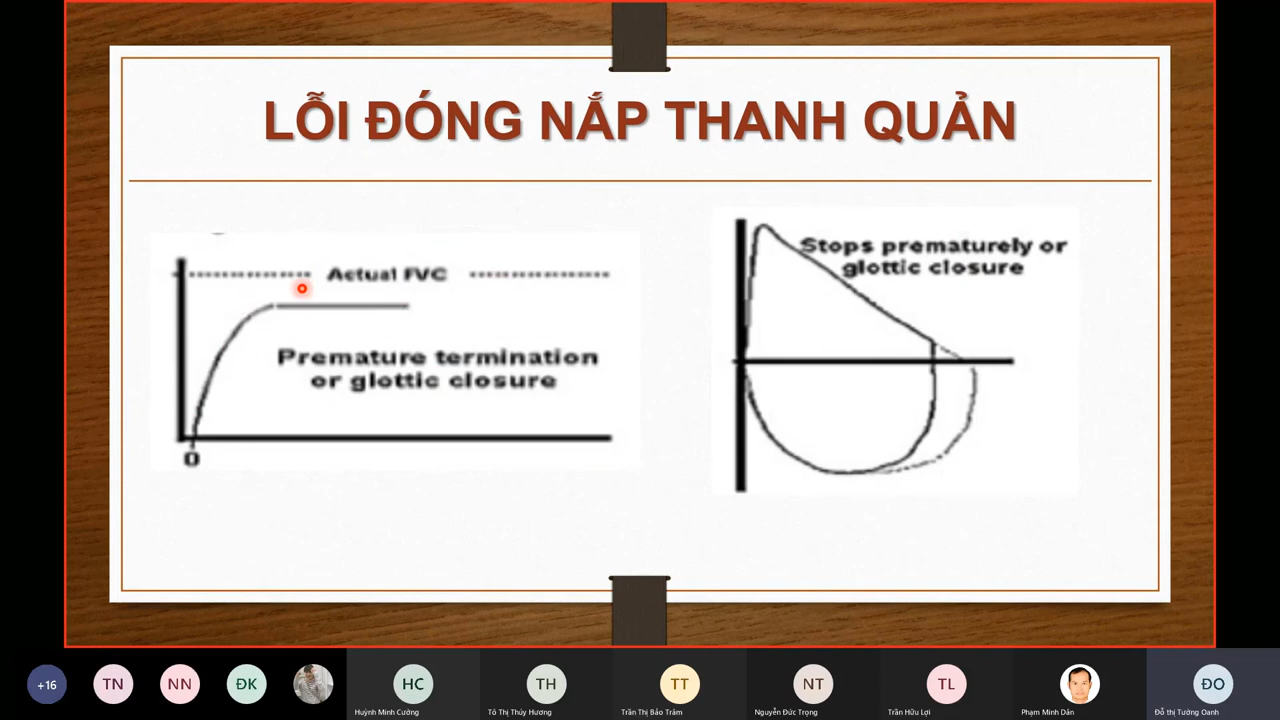 LỖI ĐÓNG NẮP THANH QUẢN
Actual FVC
Premature termination
or glottic closure
0
Stops prematurely or
glottic closure
+16
TN
NN
ĐK
HC
TH
TT
NT
TL
ĐO
Huỳnh Minh Cường
Tô Thị Thúy Hương
Trần Thị Bảo Trâm
Nguyễn Đức Trọng
Trần Hữu Lợi
Phạm Minh Dân
Đỗ thị Tường Oanh